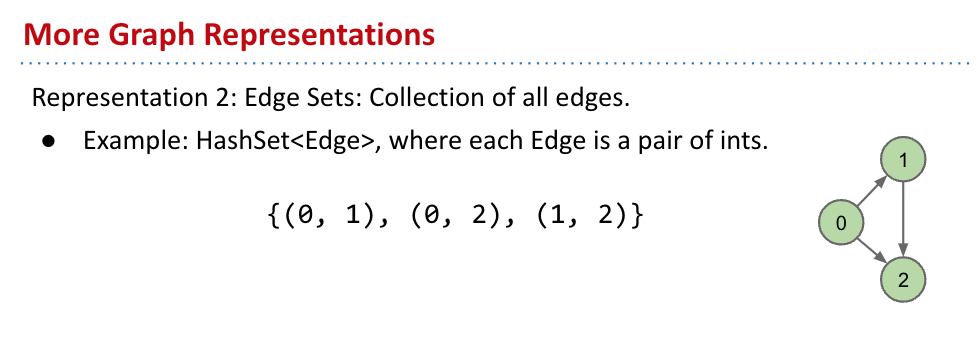 More Graph Representations
Representation 2: Edge Sets: Collection of all edges.
● Example: HashSet<Edge>, where each Edge is a pair of ints.
{(0, 1), (0, 2), (1, 2)}
1
0
2